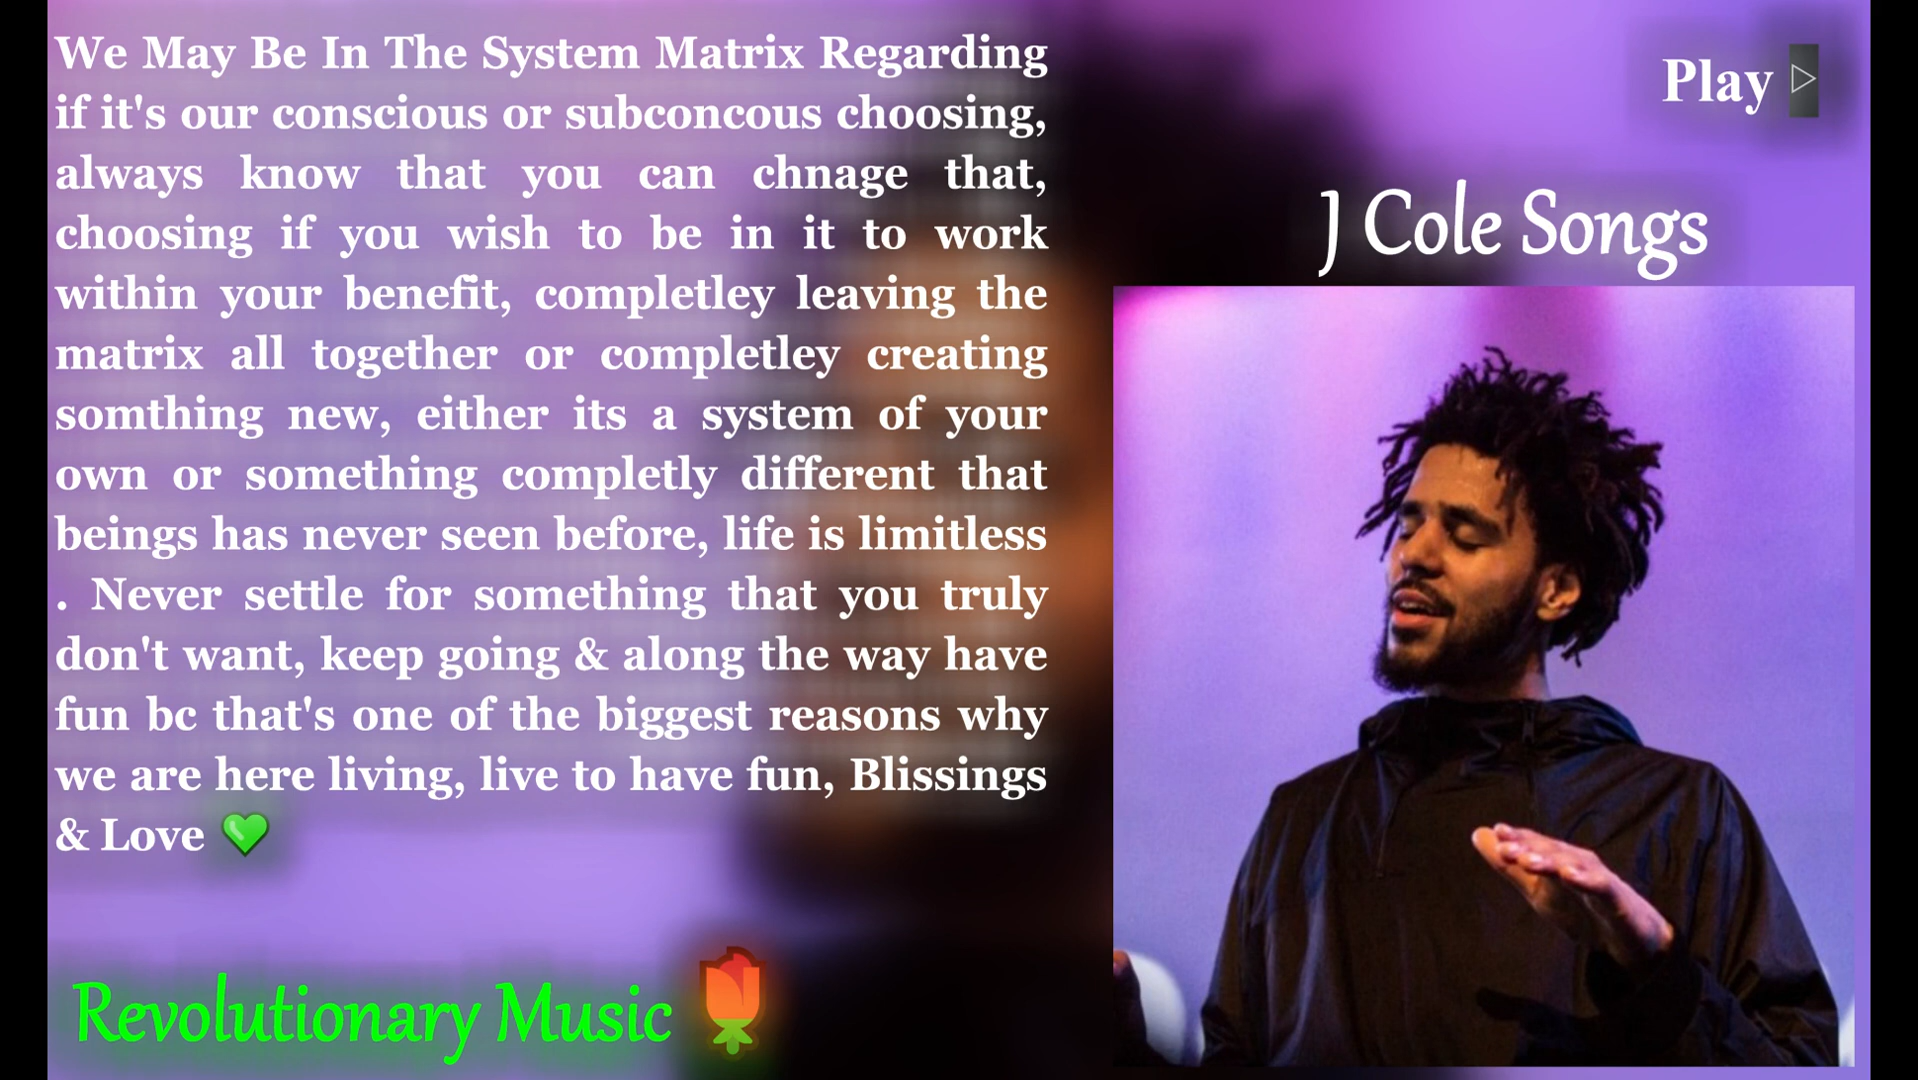 We May Be In The System Matrix Regarding
if it's our conscious or subconcous choosing,
always know that you can chnage that,
choosing if you wish to be in it to work
within your benefit, completley leaving the
matrix all together or completley creating
somthing new, either its a system of your
own or something completly different that
beings has never seen before, life is limitless
. Never settle for something that you truly
don't want, keep going & along the way have
fun bc that's one of the biggest reasons why
we are here living, live to have fun, Blissings
& Love 💚
Revolutionary Music 🌹
Play
J Cole Songs